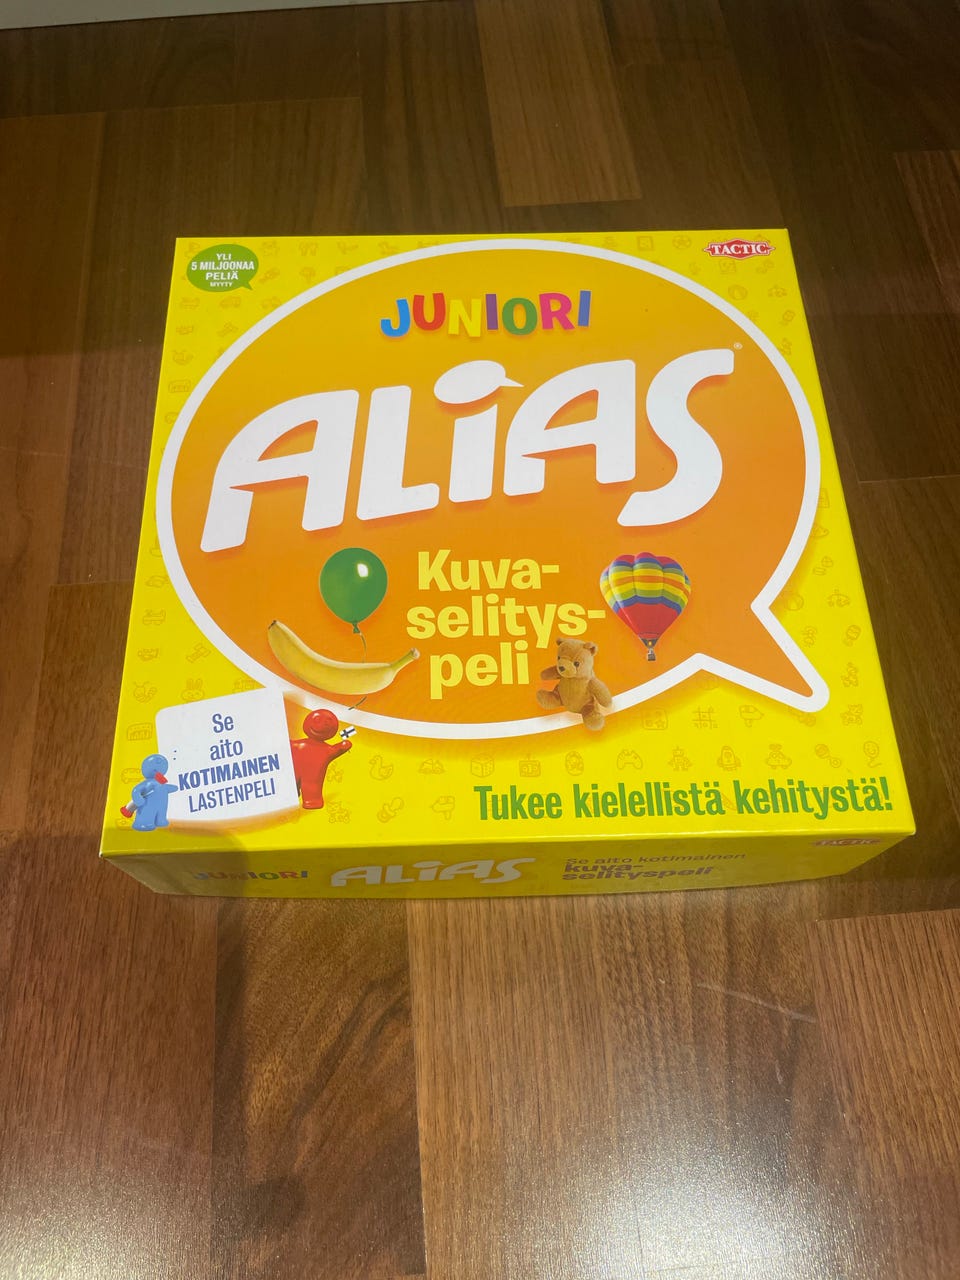 YLI
5 MILJOONAA
PELIÄ
MYYTY
TACTIC
JUNIORI
ALIAS®
Kuva-
selitys-
peli
Se
aito
KOTIMAINEN
LASTENPELI
Tukee kielellistä kehitystä!
JUNIORI ALIAS
Se aito kotimainen
kuva-
selityspeli
TACTIC